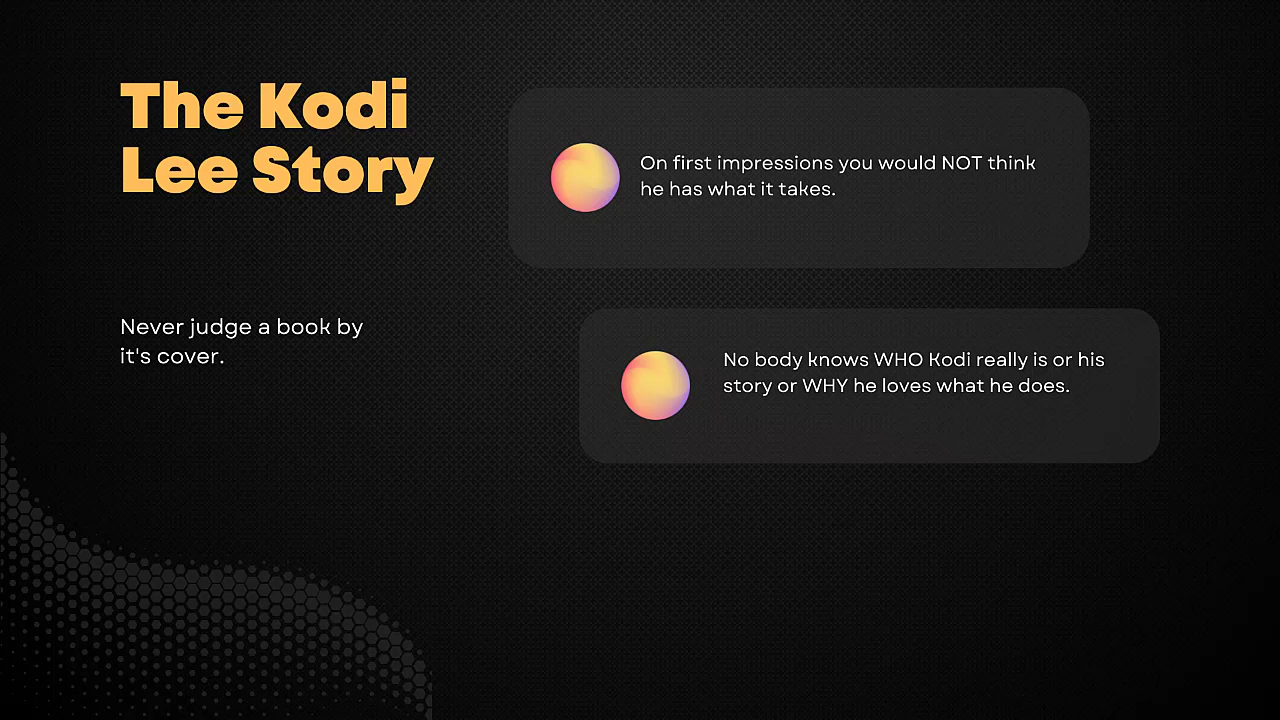 The Kodi
Lee Story
Never judge a book by
it's cover.
On first impressions you would NOT think
he has what it takes.
No body knows WHO Kodi really is or his
story or WHY he loves what he does.